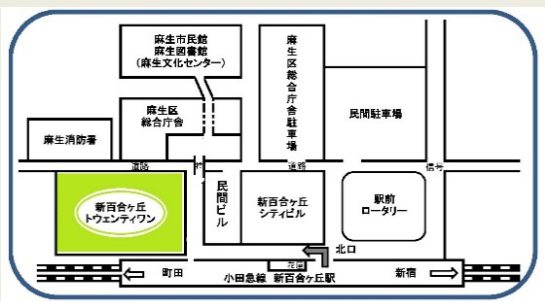 麻生市民館
麻生図書館
(麻生文化センター)
麻生区総合庁舎駐車場
民間駐車場
麻生区
総合庁舎
麻生消防署
道路
道路
信号
新百合ヶ丘
トウェンティワン
民間ビル
新百合ヶ丘
シティビル
駅前
ロータリー
北口
町田
小田急線 新百合ヶ丘駅
新宿